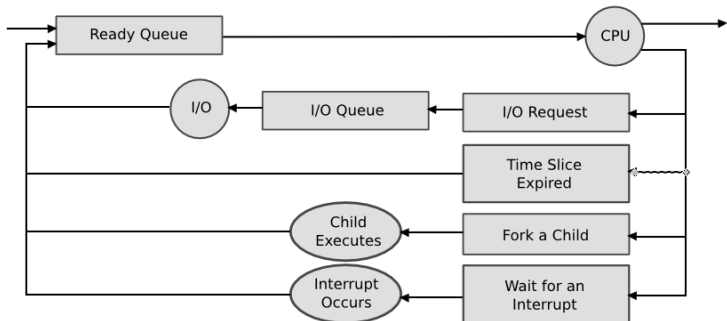 Ready Queue
CPU
I/O
I/O Queue
I/O Request
Time Slice
Expired
Child
Executes
Fork a Child
Interrupt
Occurs
Wait for an
Interrupt